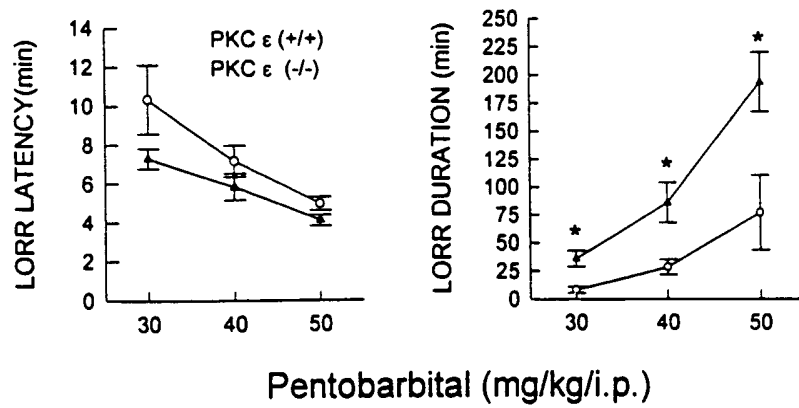 LORR LATENCY(min)
14
12
10
8
6
4
2
0
30 40 50
PKC ε (+/+)
PKC ε (-/-)
LORR DURATION (min)
250
225
200
175
150
125
100
75
50
25
0
30 40 50
* * *
Pentobarbital (mg/kg/i.p.)